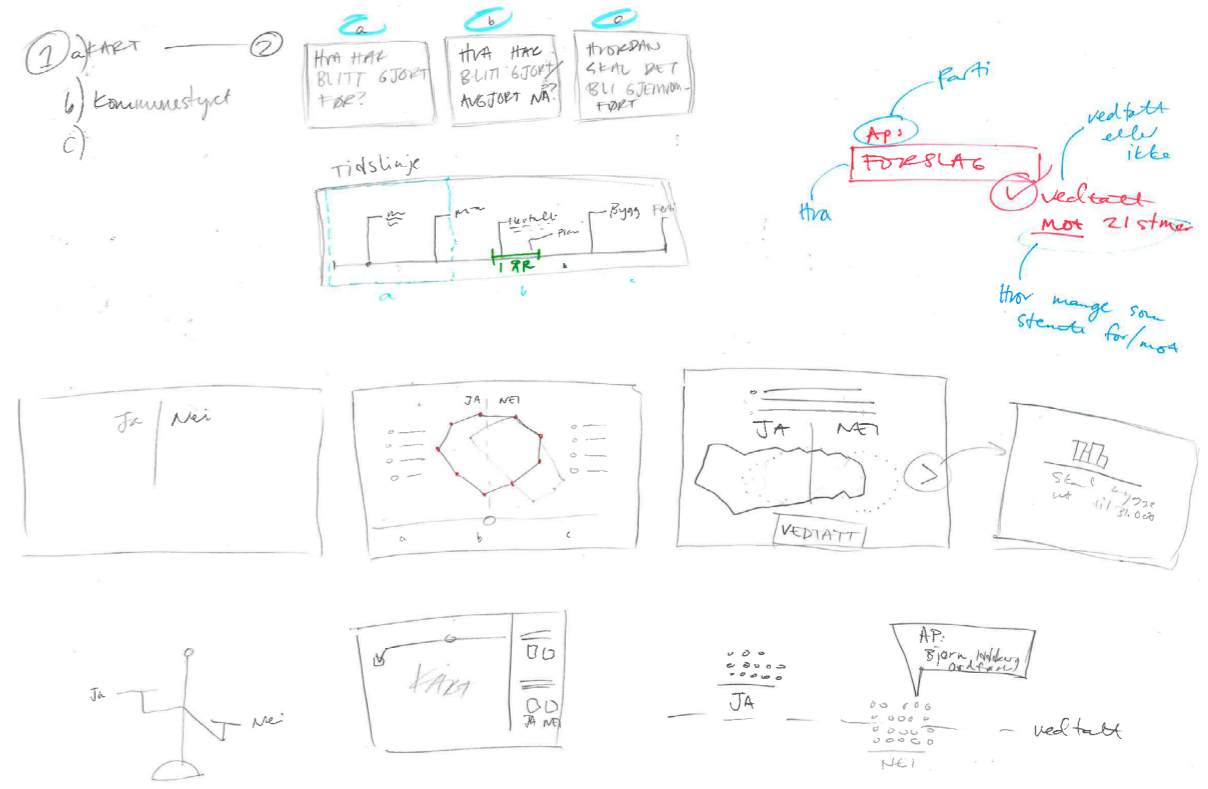 1 a) KART 2
b) Kommunestyret
c)
a
HVA HAR
BLITT GJORT
FØR?
b
HVA HAR
BLITT GJORT/
AVGJORT NÅ?
c
HVORDAN
SKAL DET
BLI GJENNOM-
FØRT
Parti
Ap:
FORSLAG
Hva
vedtatt
eller
ikke
vedtatt
mot 21 stmer
Hvor mange som
stemte for/mot
Tidslinje
Plan
Bygg
1 ÅR
a b c
Ja Nei
JA NEI
a b c
JA NEI
VEDTATT
>
Ja
Nei
KART
JA NEI
JA
AP:
Bjørn
vedtatt
NEI